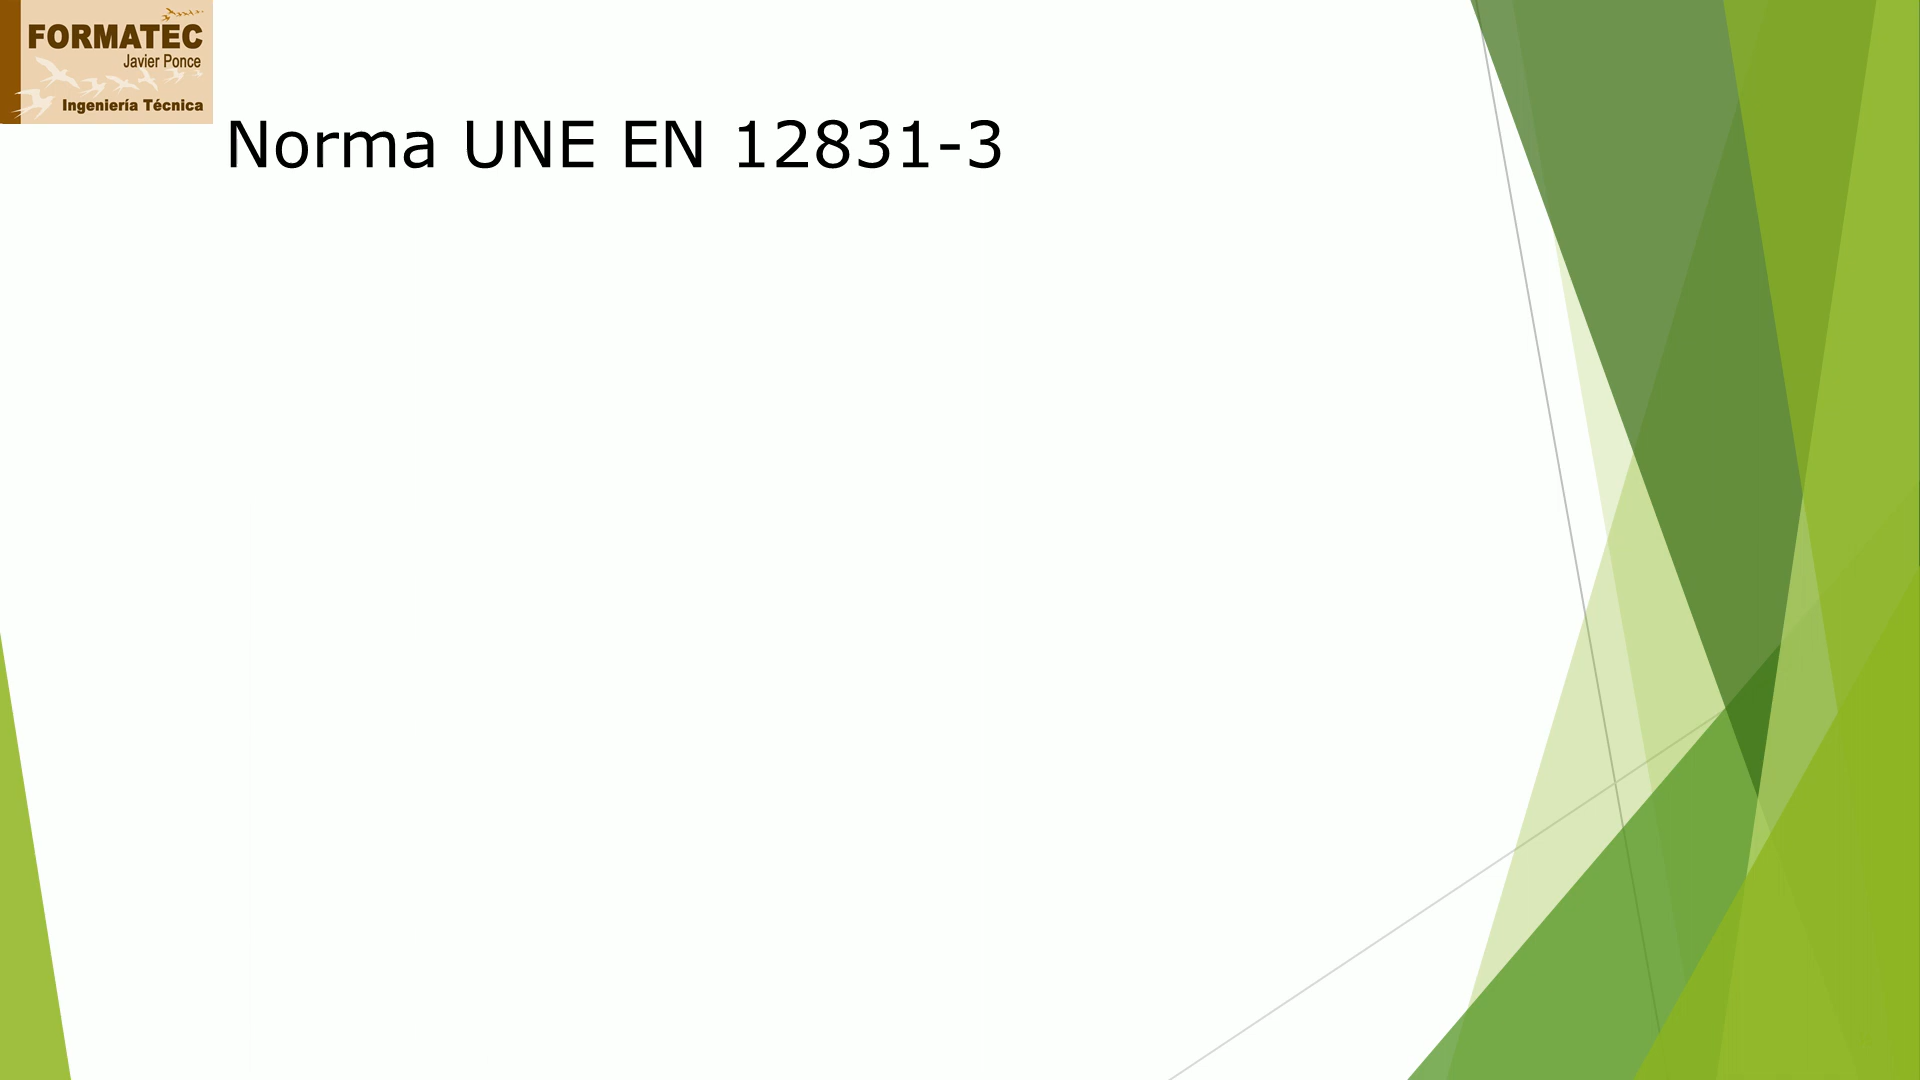 FORMATEC
Javier Ponce
Ingeniería Técnica
Norma UNE EN 12831-3